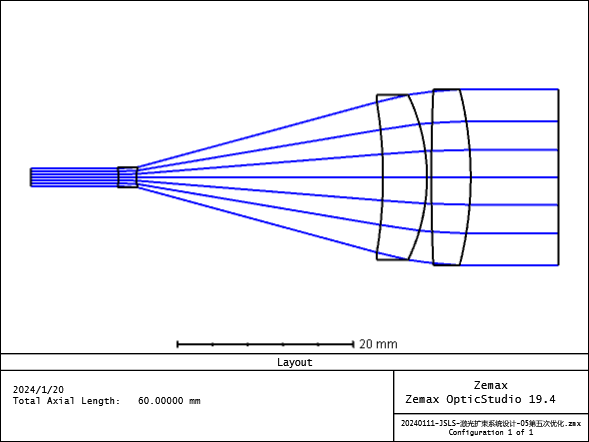 20 mm
Layout
2024/1/20
Total Axial Length: 60.00000 mm
Zemax
Zemax OpticStudio 19.4
20240111-JSLS-激光扩束系统设计-05第五次优化.zmx
Configuration 1 of 1